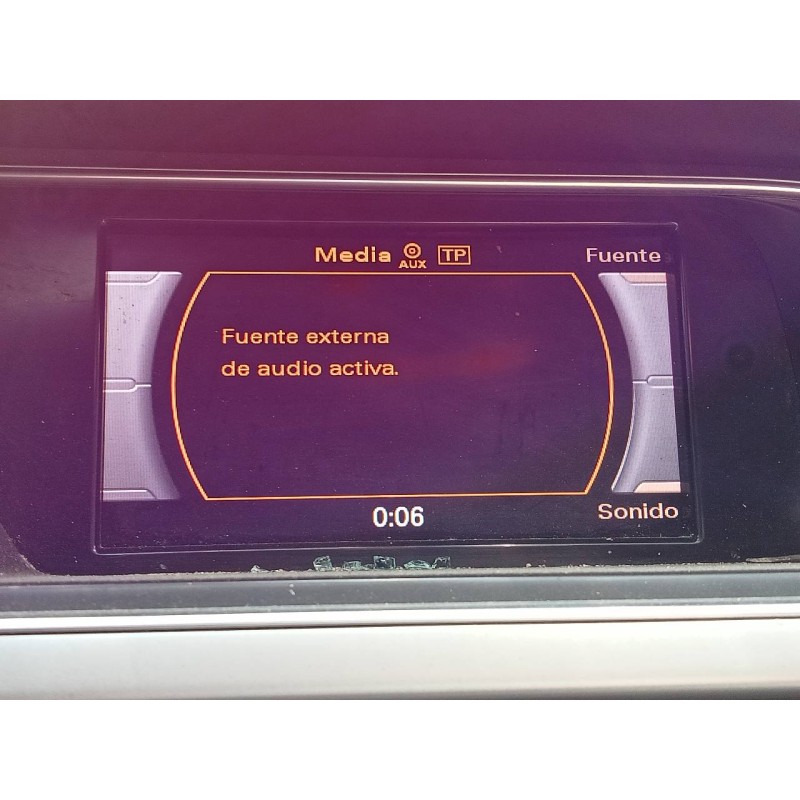 Media AUX TP Fuente
Fuente externa
de audio activa.
0:06 Sonido